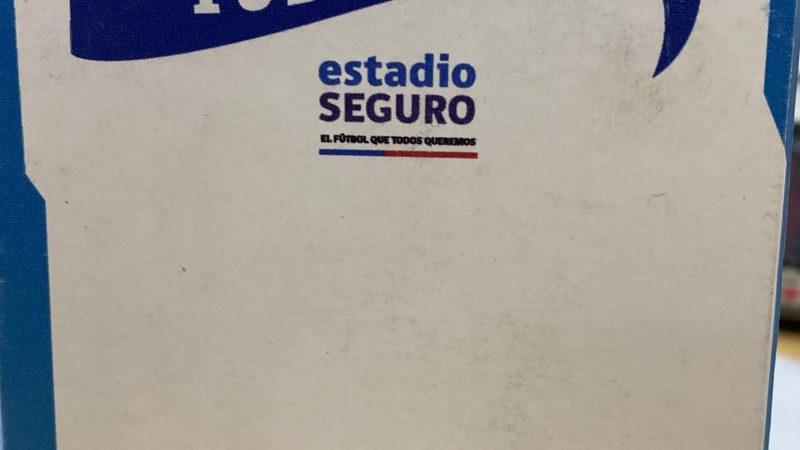 estadio
SEGURO
EL FÚTBOL QUE TODOS QUEREMOS